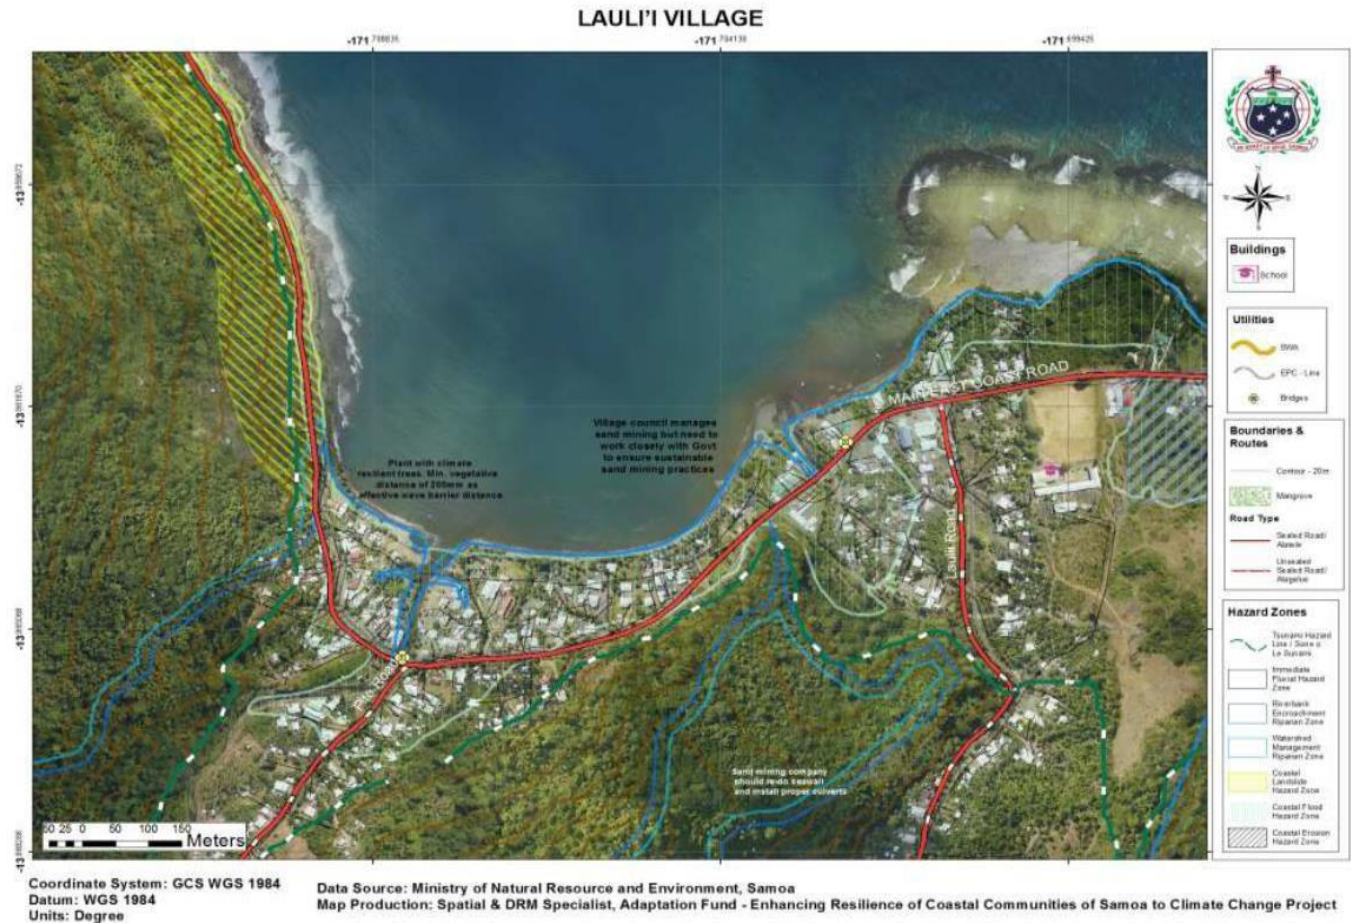 LAULI'I VILLAGE
-171
-171
-171
-13
-13
-13
-13
MAIN EAST COAST ROAD
Village council manages
sand mining but need to
work closely with Govt
to ensure sustainable
sand mining practices
Plant with climate
resilient trees. Min. vegetative
distance of 200mm as
effective wave barrier distance
Road
Sand mining company
should re-do seawall
and install proper culverts
50 25 0 50 100 150
Meters
Buildings
School
Utilities
EPC - Line
Bridges
Boundaries &
Routes
Contour - 20m
Mangrove
Road Type
Sealed Road/
Unsealed
Sealed Road/
Hazard Zones
Tsunami Hazard
Immediate
Fluvial Hazard
Zone
Riverbank
Encroachment
Riparian Zone
Watershed
Management
Riparian Zone
Coastal
Landslide
Hazard Zone
Coastal Flood
Hazard Zone
Coastal Erosion
Hazard Zone
Coordinate System: GCS WGS 1984
Datum: WGS 1984
Units: Degree
Data Source: Ministry of Natural Resource and Environment, Samoa
Map Production: Spatial & DRM Specialist, Adaptation Fund - Enhancing Resilience of Coastal Communities of Samoa to Climate Change Project